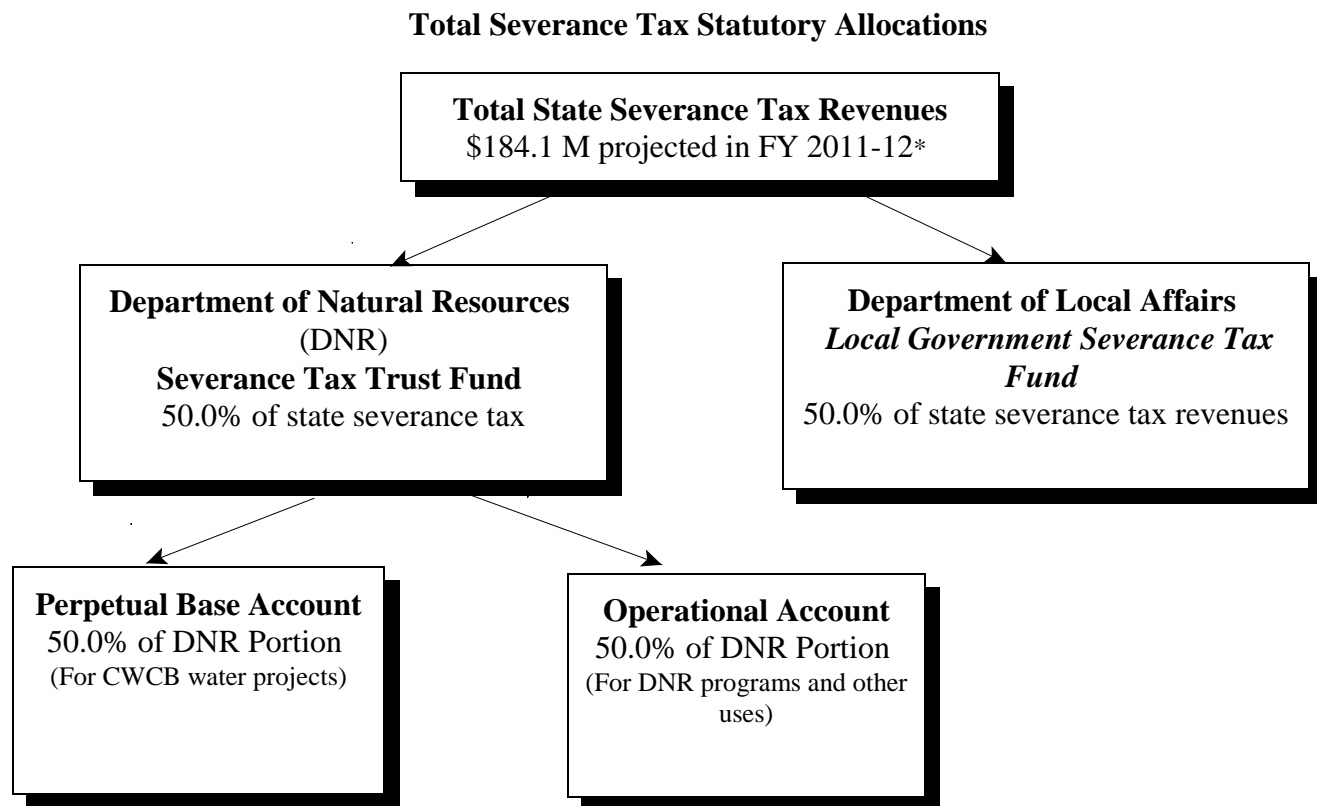 Total Severance Tax Statutory Allocations
Total State Severance Tax Revenues
$184.1 M projected in FY 2011-12*
Department of Natural Resources
(DNR)
Severance Tax Trust Fund
50.0% of state severance tax
Department of Local Affairs
Local Government Severance Tax
Fund
50.0% of state severance tax revenues
Perpetual Base Account
50.0% of DNR Portion
(For CWCB water projects)
Operational Account
50.0% of DNR Portion
(For DNR programs and other
uses)